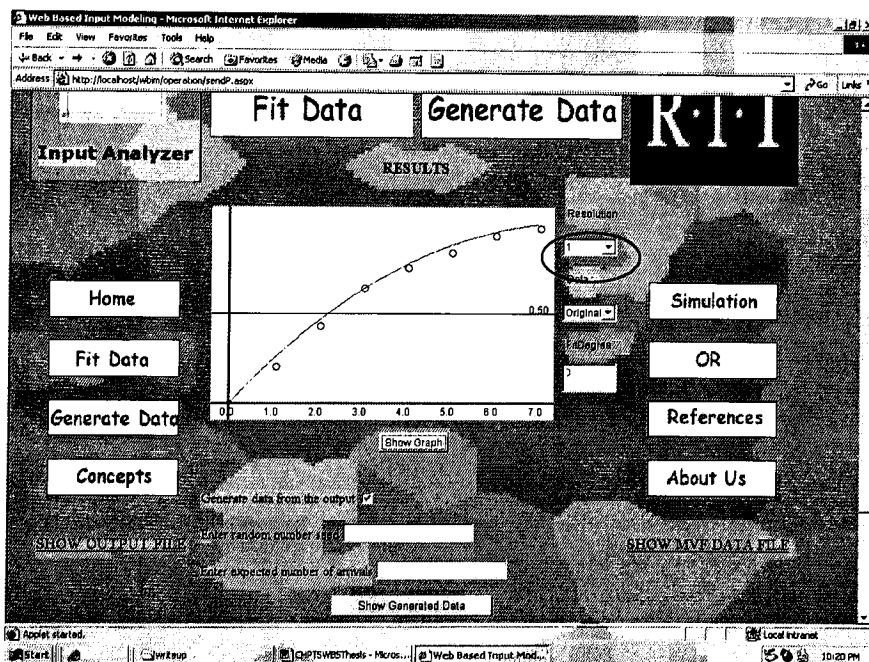 Web Based Input Modeling - Microsoft Internet Explorer
File Edit View Favorites Tools Help
Back Search Favorites Media
Address http://localhost/wbim/operation/sendP.aspx Go Links
Fit Data
Generate Data
R·I·T
Input Analyzer
RESULTS
Resolution
1
0.50
Original
0.0 1.0 2.0 3.0 4.0 5.0 6.0 7.0
Show Graph
Home
Fit Data
Generate Data
Concepts
Simulation
OR
References
About Us
Generate data from the output
SHOW OUTPUT FILE
Enter random number seed
SHOW MVF DATA FILE
Enter expected number of arrivals
Show Generated Data
Applet started.
Local intranet
Start
writeup
CHPTSWBSThesis - Micros...
Web Based Input Mod...
10:20 PM